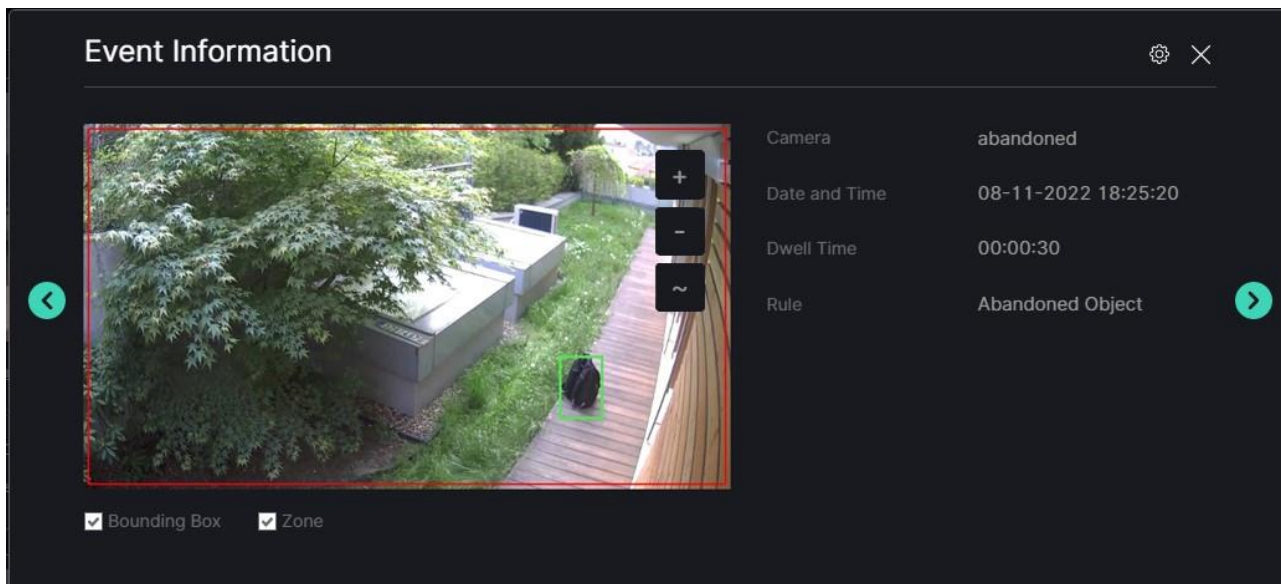 Event Information
Camera abandoned
Date and Time 08-11-2022 18:25:20
Dwell Time 00:00:30
Rule Abandoned Object
+
-
~
Bounding Box Zone